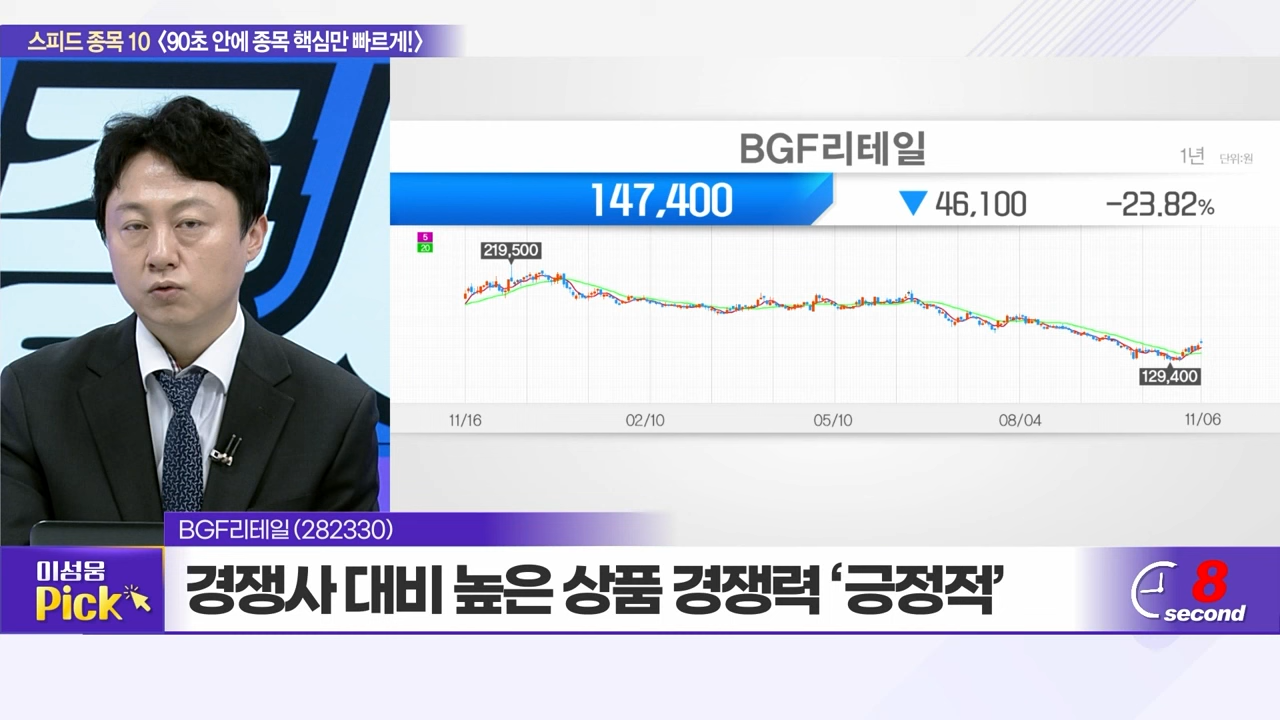 스피드 종목 10 <90초 안에 종목 핵심만 빠르게!>
BGF리테일
1년 단위:원
147,400 ▼ 46,100 -23.82%
5
20
219,500
129,400
11/16 02/10 05/10 08/04 11/06
BGF리테일 (282330)
이성웅
Pick
경쟁사 대비 높은 상품 경쟁력 ‘긍정적’
8
second